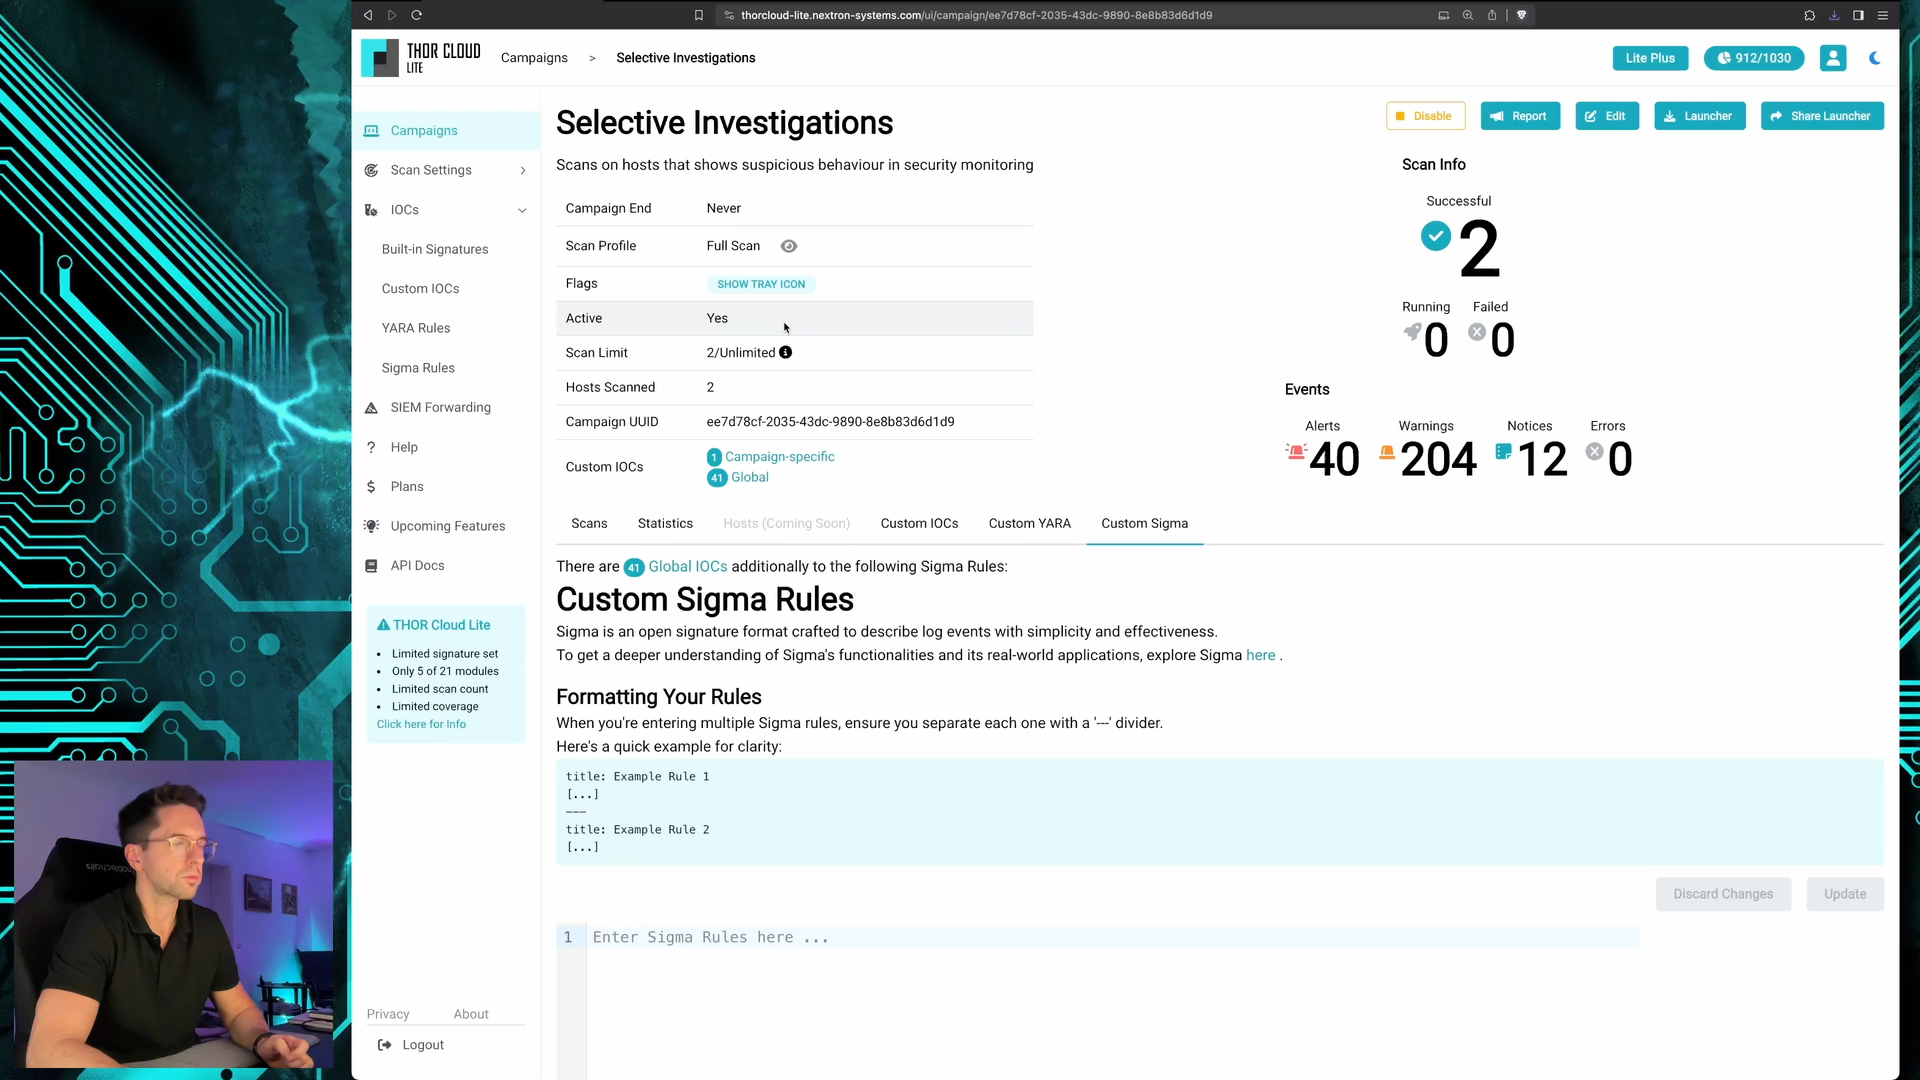 thorcloud-lite.nextron-systems.com/ui/campaign/ee7d78cf-2035-43dc-9890-8e8b83d6d1d9
THOR CLOUD
LITE
Campaigns > Selective Investigations
Lite Plus
912/1030
Campaigns
Scan Settings
IOCs
Built-in Signatures
Custom IOCs
YARA Rules
Sigma Rules
SIEM Forwarding
Help
Plans
Upcoming Features
API Docs
THOR Cloud Lite
• Limited signature set
• Only 5 of 21 modules
• Limited scan count
• Limited coverage
Click here for Info
Privacy About
Logout
Selective Investigations
Disable
Report
Edit
Launcher
Share Launcher
Scans on hosts that shows suspicious behaviour in security monitoring
Campaign End Never
Scan Profile Full Scan
Flags SHOW TRAY ICON
Active Yes
Scan Limit 2/Unlimited
Hosts Scanned 2
Campaign UUID ee7d78cf-2035-43dc-9890-8e8b83d6d1d9
Custom IOCs
1 Campaign-specific
41 Global
Scan Info
Successful
2
Running Failed
0 0
Events
Alerts Warnings Notices Errors
40 204 12 0
Scans Statistics Hosts (Coming Soon) Custom IOCs Custom YARA Custom Sigma
There are 41 Global IOCs additionally to the following Sigma Rules:
Custom Sigma Rules
Sigma is an open signature format crafted to describe log events with simplicity and effectiveness.
To get a deeper understanding of Sigma's functionalities and its real-world applications, explore Sigma here .
Formatting Your Rules
When you're entering multiple Sigma rules, ensure you separate each one with a '---' divider.
Here's a quick example for clarity:
title: Example Rule 1
[...]
---
title: Example Rule 2
[...]
Discard Changes Update
1 Enter Sigma Rules here ...
noblechairs